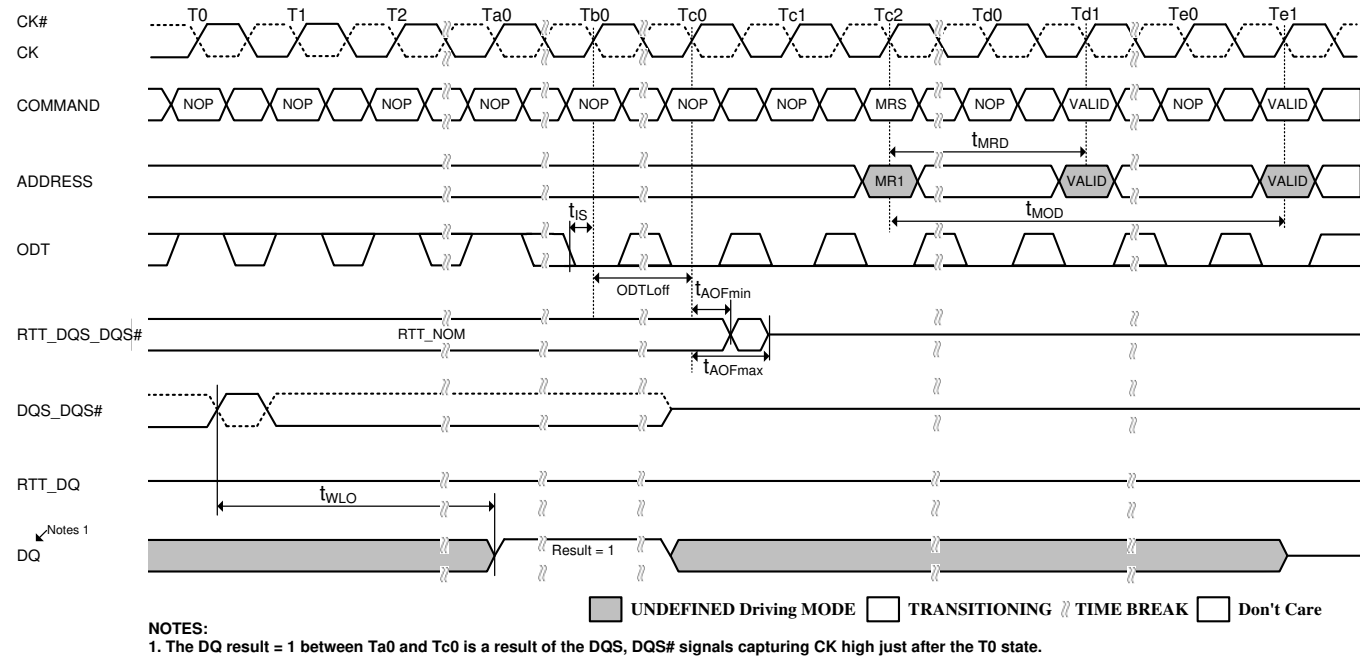 T0 T1 T2 Ta0 Tb0 Tc0 Tc1 Tc2 Td0 Td1 Te0 Te1
CK#
CK
COMMAND NOP NOP NOP NOP NOP NOP NOP MRS NOP VALID NOP VALID
tMRD
ADDRESS MR1 VALID VALID
tIS tMOD
ODT
ODTLoff tAOFmin
RTT_DQS_DQS# RTT_NOM
tAOFmax
DQS_DQS#
RTT_DQ
tWLO
Notes 1
DQ Result = 1
UNDEFINED Driving MODE TRANSITIONING TIME BREAK Don't Care
NOTES:
1. The DQ result = 1 between Ta0 and Tc0 is a result of the DQS, DQS# signals capturing CK high just after the T0 state.